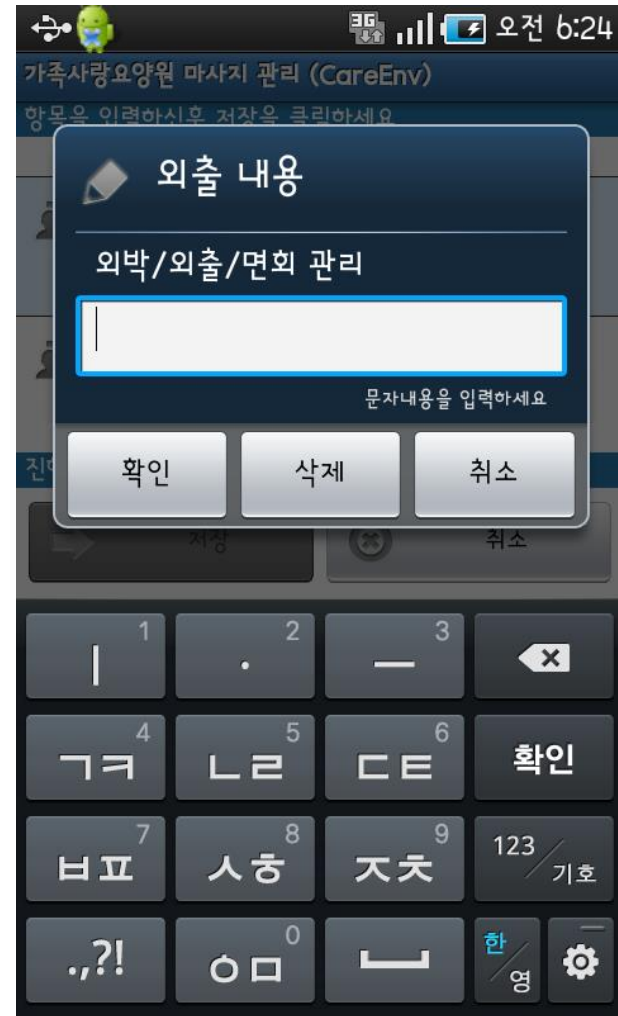 3G 오전 6:24
가족사랑요양원 마사지 관리 (CareEnv)
항목을 입력하신후 저장을 클릭하세요
외출 내용
외박/외출/면회 관리
문자내용을 입력하세요
확인 삭제 취소
저장 취소
ㅣ 1 · 2 ㅡ 3
ㄱㅋ 4 ㄴㄹ 5 ㄷㅌ 6 확인
ㅂㅍ 7 ㅅㅎ 8 ㅈㅊ 9 123/기호
.,?! ㅇㅁ 0 한/영